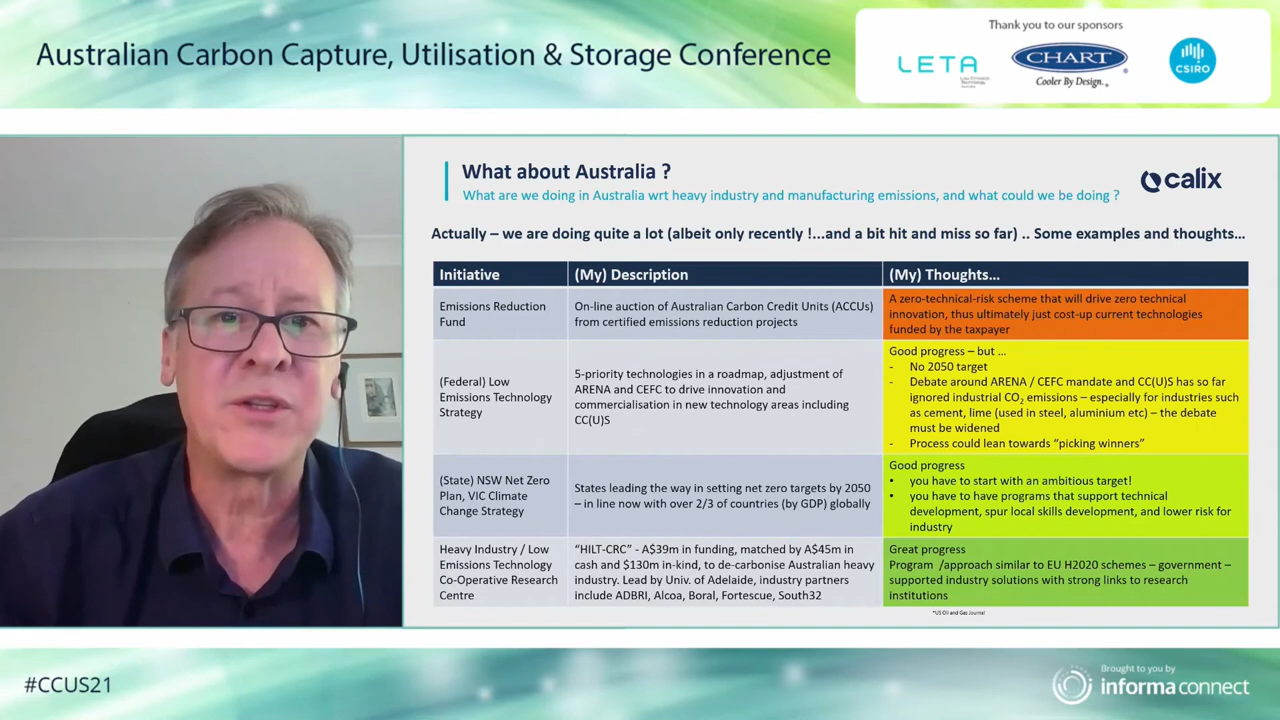 Australian Carbon Capture, Utilisation & Storage Conference
Thank you to our sponsors
LETA
CHART
Cooler By Design.
CSIRO
What about Australia ?
What are we doing in Australia wrt heavy industry and manufacturing emissions, and what could we be doing ?
calix
Actually – we are doing quite a lot (albeit only recently !...and a bit hit and miss so far) .. Some examples and thoughts...
Initiative
(My) Description
(My) Thoughts...
Emissions Reduction
Fund
On-line auction of Australian Carbon Credit Units (ACCUs)
from certified emissions reduction projects
A zero-technical-risk scheme that will drive zero technical
innovation, thus ultimately just cost-up current technologies
funded by the taxpayer
(Federal) Low
Emissions Technology
Strategy
5-priority technologies in a roadmap, adjustment of
ARENA and CEFC to drive innovation and
commercialisation in new technology areas including
CC(U)S
Good progress – but ...
- No 2050 target
- Debate around ARENA / CEFC mandate and CC(U)S has so far
ignored industrial CO₂ emissions – especially for industries such
as cement, lime (used in steel, aluminium etc) – the debate
must be widened
- Process could lean towards “picking winners”
(State) NSW Net Zero
Plan, VIC Climate
Change Strategy
States leading the way in setting net zero targets by 2050
– in line now with over 2/3 of countries (by GDP) globally
Good progress
• you have to start with an ambitious target!
• you have to have programs that support technical
development, spur local skills development, and lower risk for
industry
Heavy Industry / Low
Emissions Technology
Co-Operative Research
Centre
“HILT-CRC” - A$39m in funding, matched by A$45m in
cash and $130m in-kind, to de-carbonise Australian heavy
industry. Lead by Univ. of Adelaide, industry partners
include ADBRI, Alcoa, Boral, Fortescue, South32
Great progress
Program /approach similar to EU H2020 schemes – government –
supported industry solutions with strong links to research
institutions
*US Oil and Gas Journal
#CCUS21
Brought to you by
informa connect